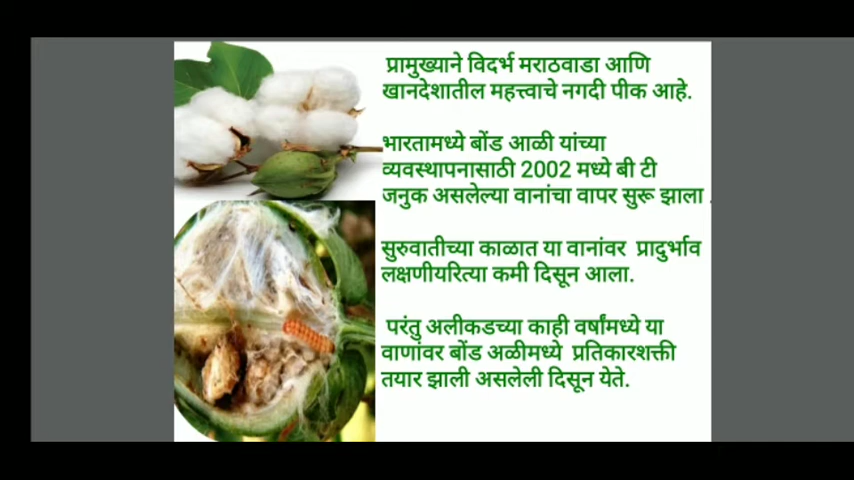 प्रामुख्याने विदर्भ मराठवाडा आणि
खानदेशातील महत्त्वाचे नगदी पीक आहे.
भारतामध्ये बोंड आळी यांच्या
व्यवस्थापनासाठी 2002 मध्ये बी टी
जनुक असलेल्या वानांचा वापर सुरू झाला .
सुरुवातीच्या काळात या वानांवर प्रादुर्भाव
लक्षणीयरित्या कमी दिसून आला.
परंतु अलीकडच्या काही वर्षांमध्ये या
वाणांवर बोंड अळीमध्ये प्रतिकारशक्ती
तयार झाली असलेली दिसून येते.